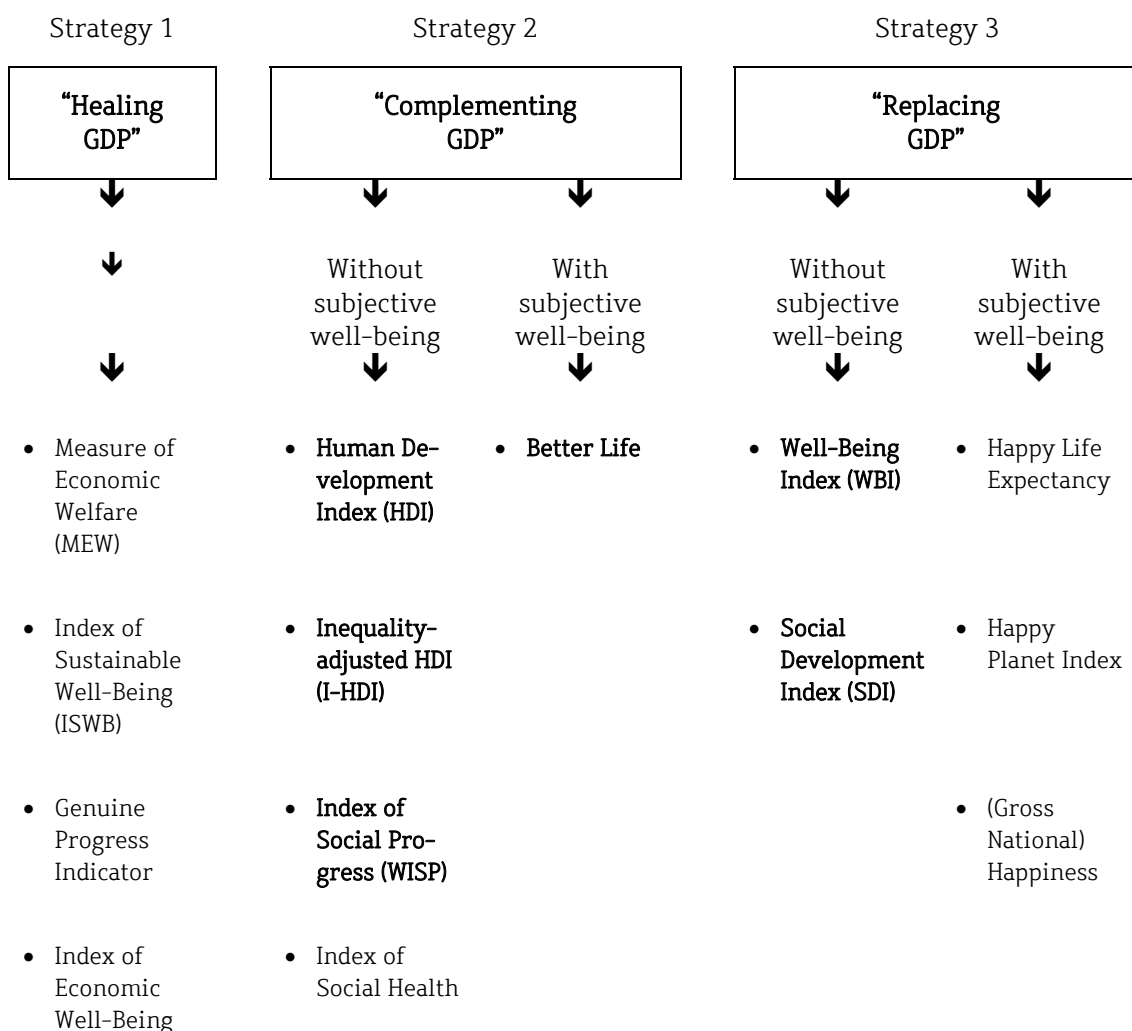 Strategy 1
Strategy 2
Strategy 3
“Healing
GDP”
“Complementing
GDP”
“Replacing
GDP”
Without
subjective
well-being
With
subjective
well-being
Without
subjective
well-being
With
subjective
well-being
• Measure of
Economic
Welfare
(MEW)
• Human De-
velopment
Index (HDI)
• Better Life
• Well-Being
Index (WBI)
• Happy Life
Expectancy
• Index of
Sustainable
Well-Being
(ISWB)
• Inequality-
adjusted HDI
(I-HDI)
• Social
Development
Index (SDI)
• Happy
Planet Index
• Genuine
Progress
Indicator
• Index of
Social Pro-
gress (WISP)
• (Gross
National)
Happiness
• Index of
Economic
Well-Being
• Index of
Social Health